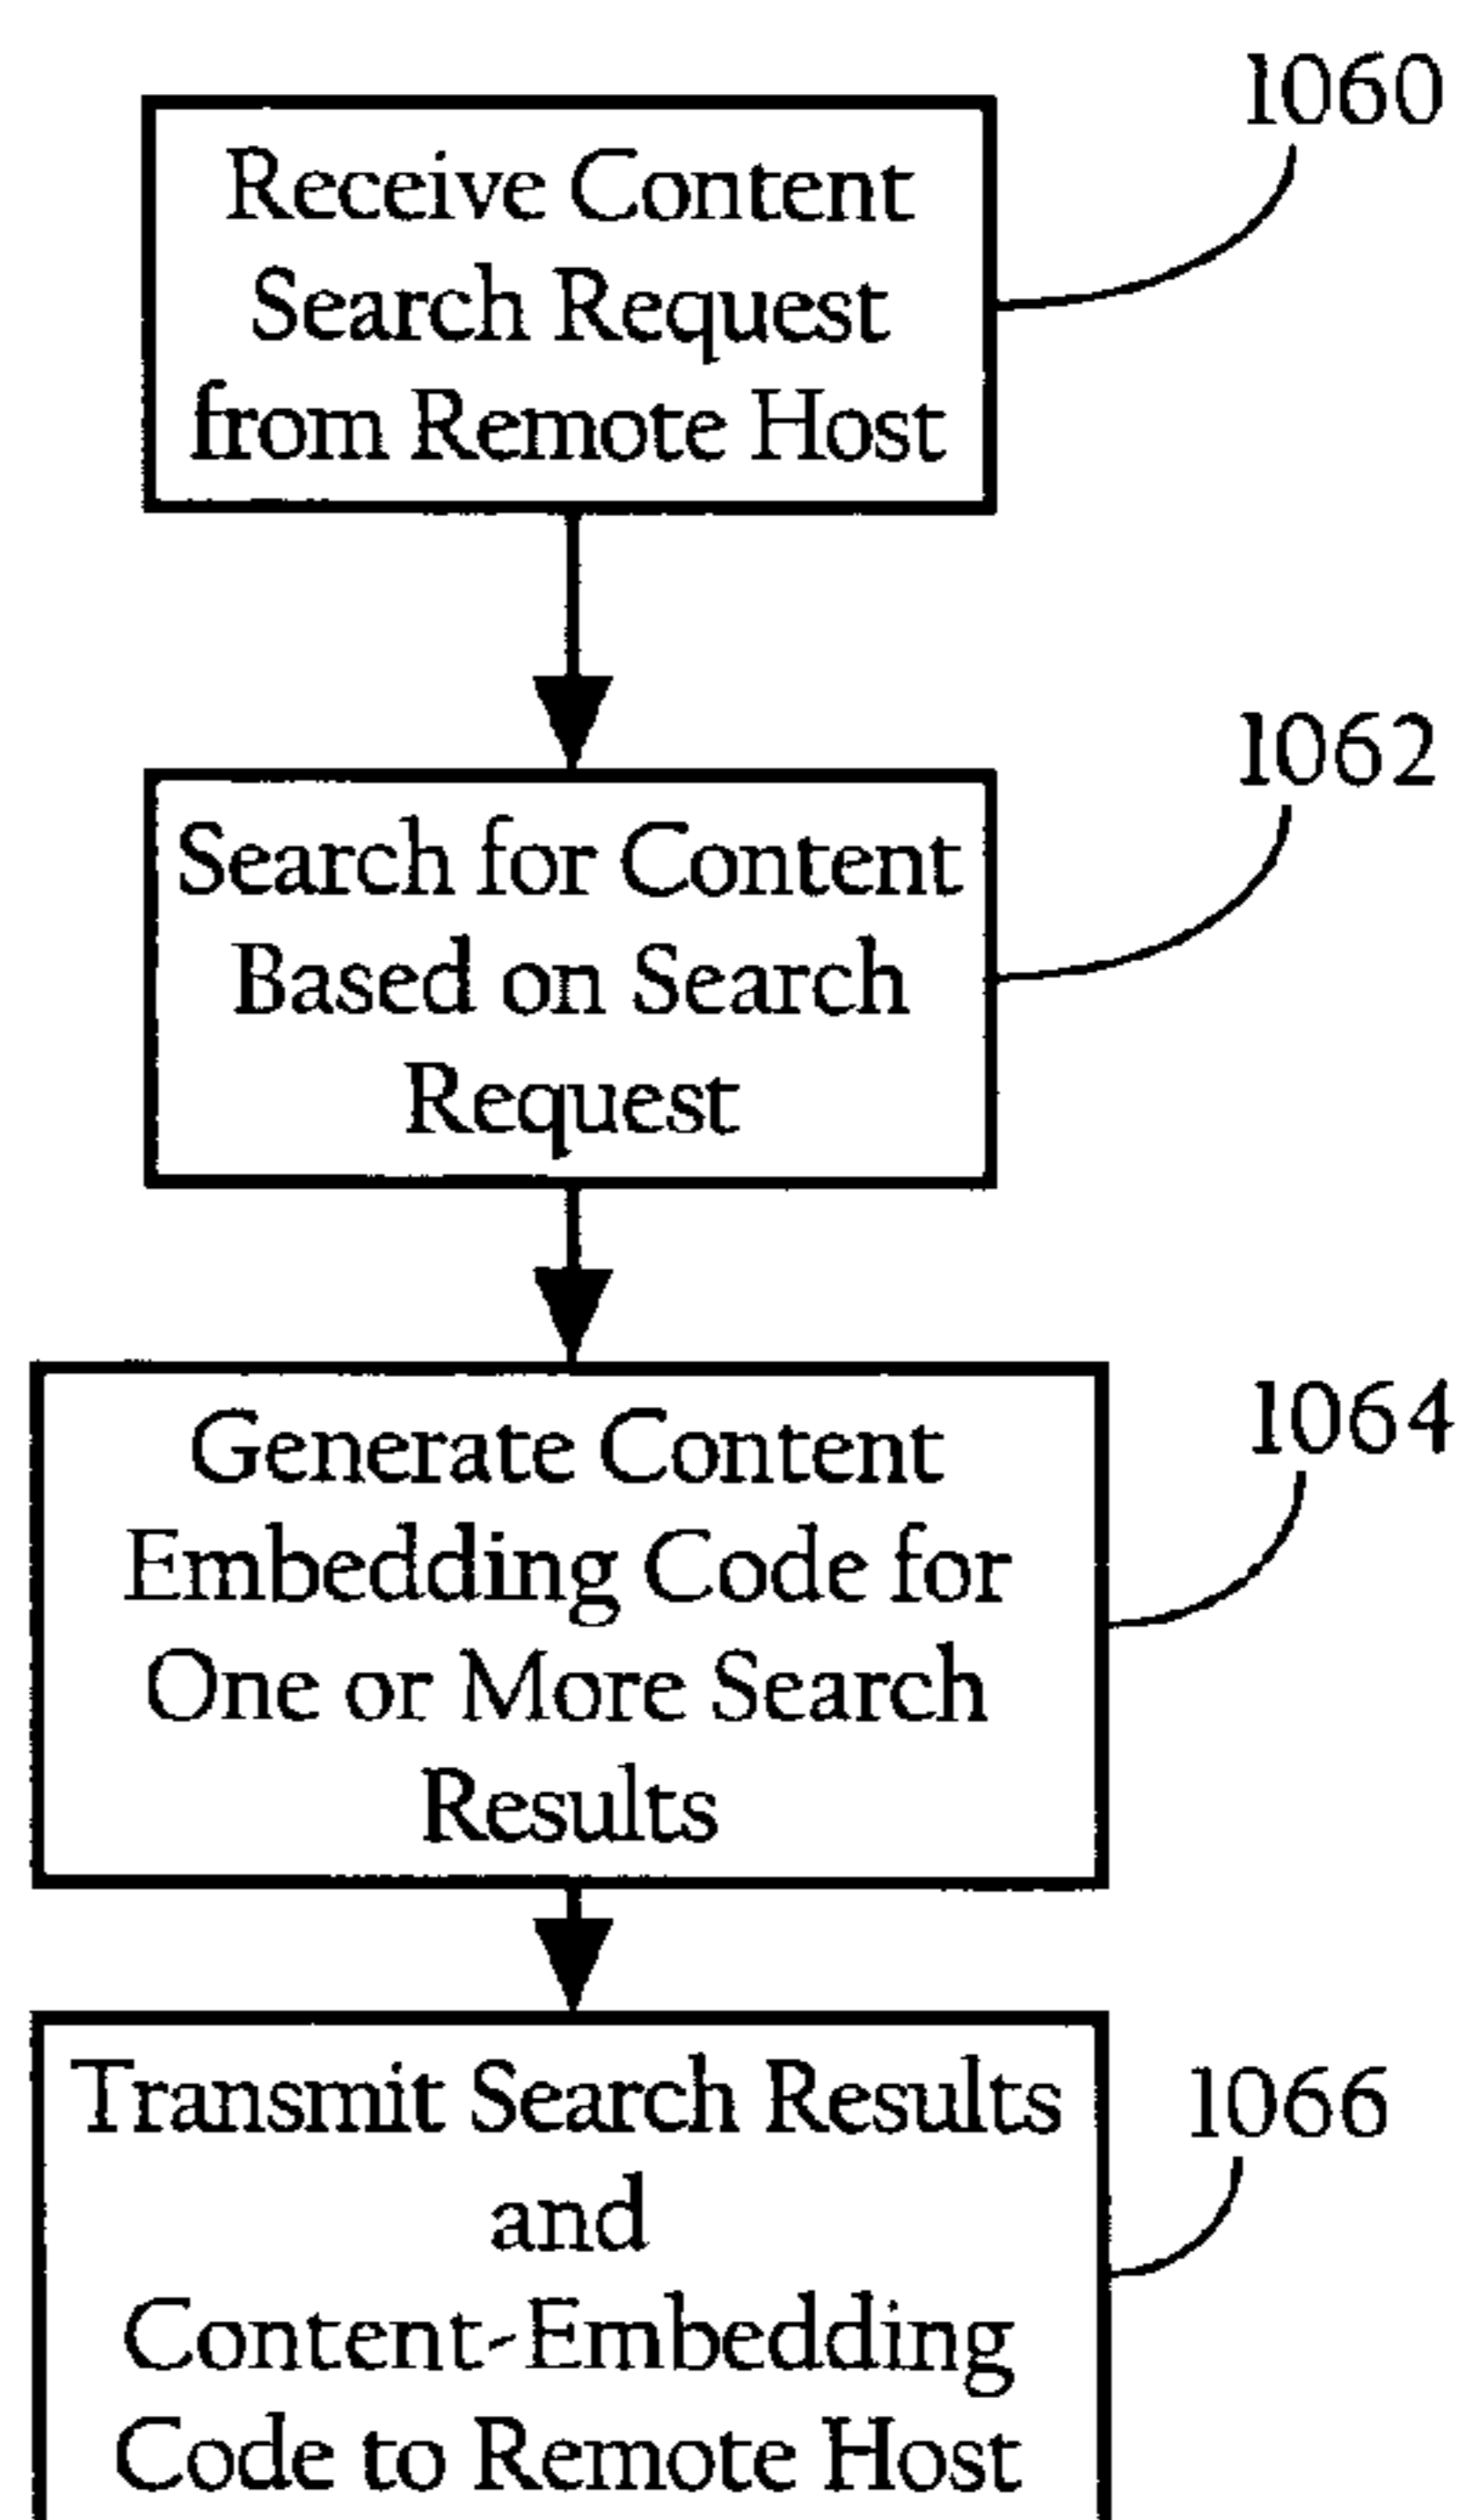 1060
Receive Content
Search Request
from Remote Host
1062
Search for Content
Based on Search
Request
1064
Generate Content
Embedding Code for
One or More Search
Results
1066
Transmit Search Results
and
Content-Embedding
Code to Remote Host